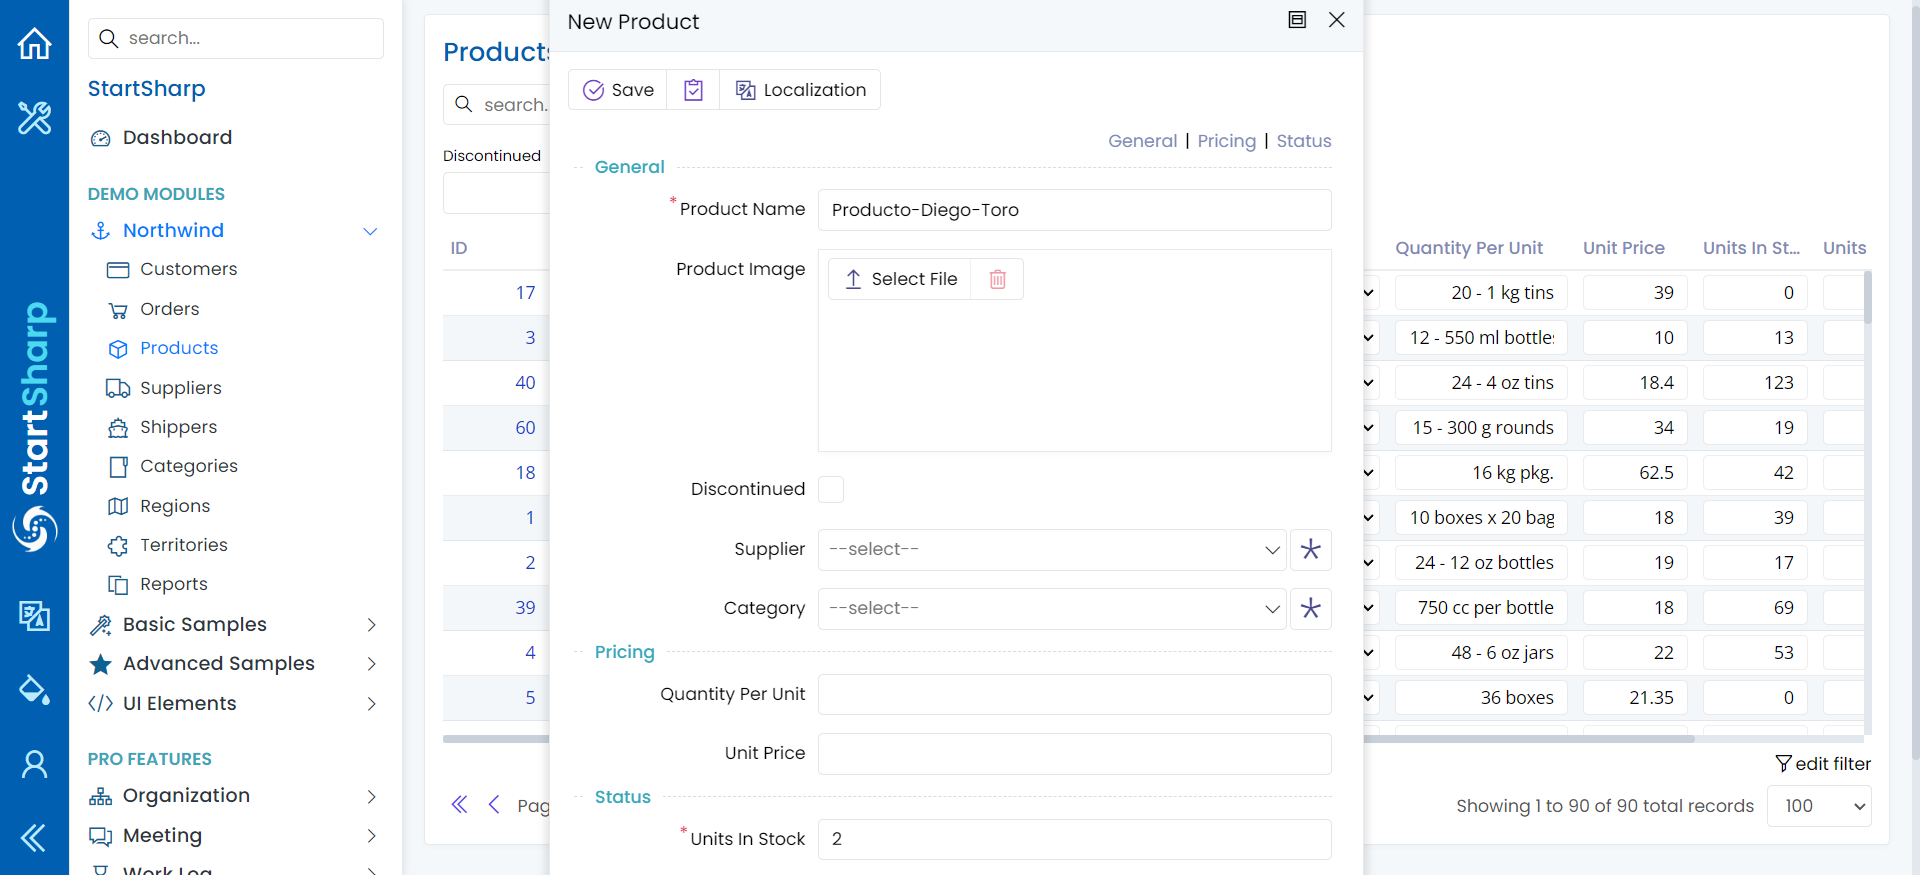 search...
StartSharp
Dashboard
DEMO MODULES
Northwind
Customers
Orders
Products
Suppliers
Shippers
Categories
Regions
Territories
Reports
Basic Samples
Advanced Samples
UI Elements
PRO FEATURES
Organization
Meeting
Work Log
StartSharp
Products
search.
Discontinued
ID
17
3
40
60
18
1
2
39
4
5
Pag
New Product
Save
Localization
General | Pricing | Status
General
*Product Name
Producto-Diego-Toro
Product Image
Select File
Discontinued
Supplier
--select--
Category
--select--
Pricing
Quantity Per Unit
Unit Price
Status
*Units In Stock
2
Quantity Per Unit Unit Price Units In St... Units
20 - 1 kg tins 39 0
12 - 550 ml bottles 10 13
24 - 4 oz tins 18.4 123
15 - 300 g rounds 34 19
16 kg pkg. 62.5 42
10 boxes x 20 bag 18 39
24 - 12 oz bottles 19 17
750 cc per bottle 18 69
48 - 6 oz jars 22 53
36 boxes 21.35 0
edit filter
Showing 1 to 90 of 90 total records 100